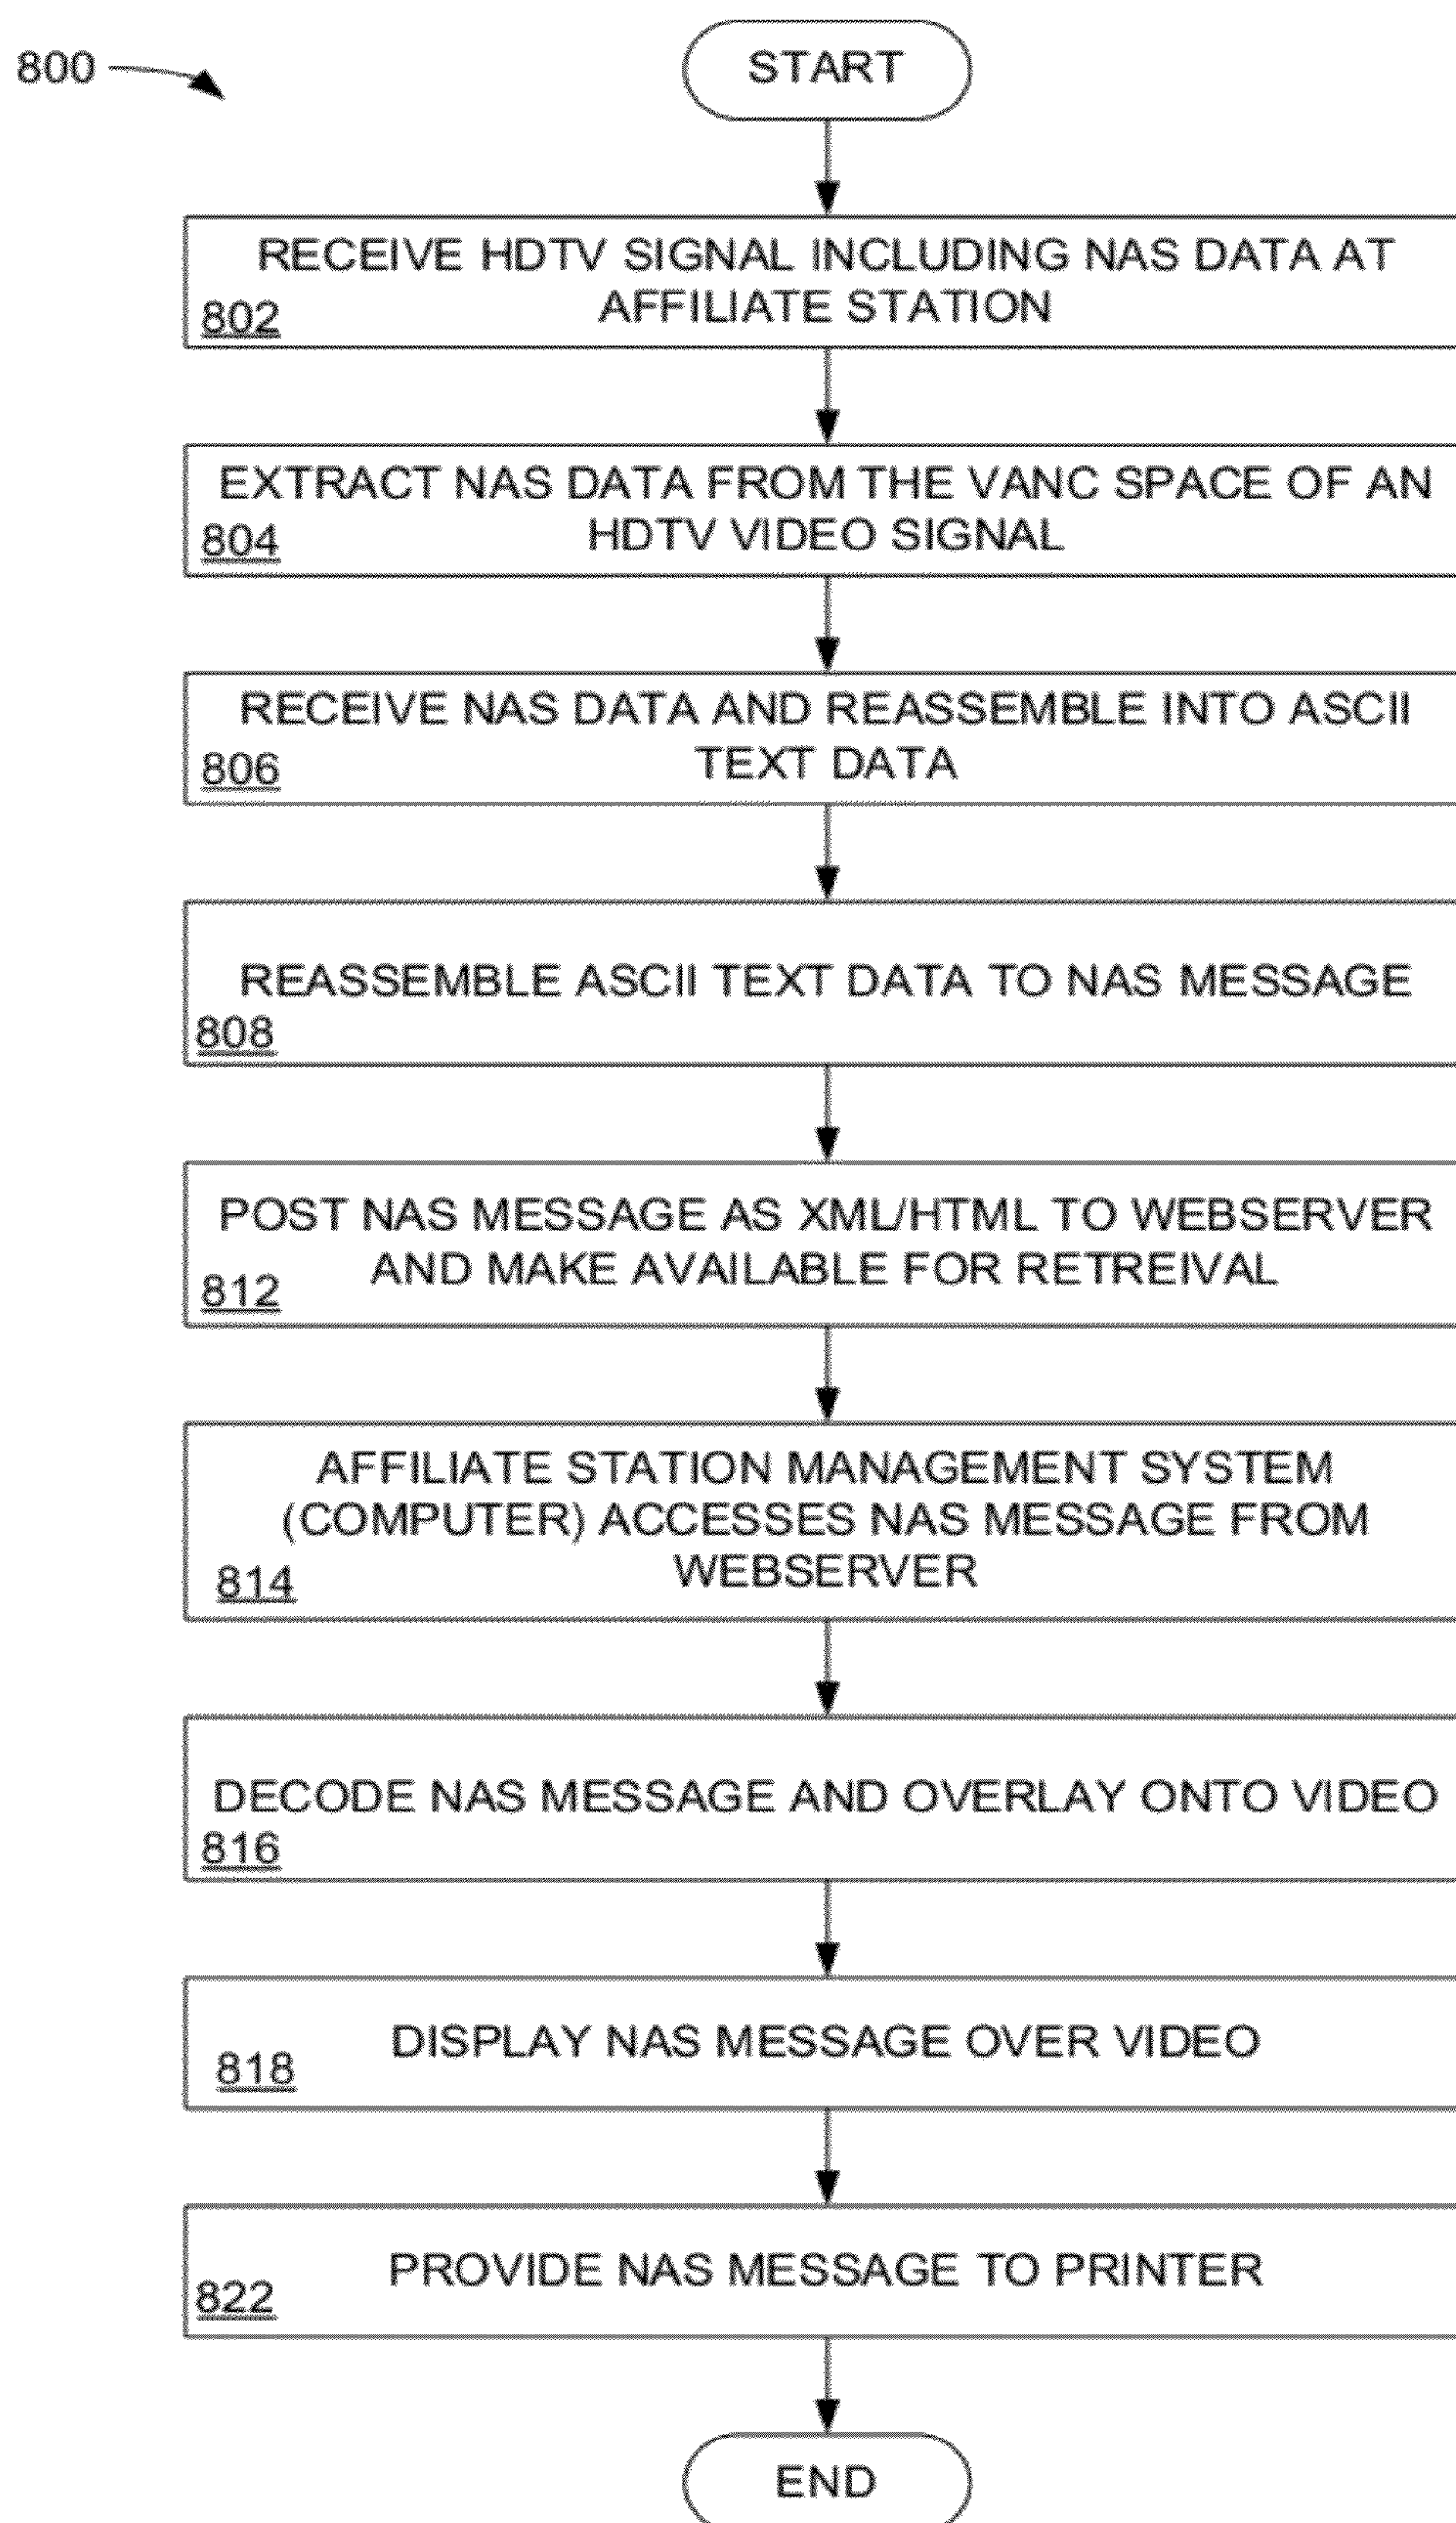 800
START
RECEIVE HDTV SIGNAL INCLUDING NAS DATA AT
AFFILIATE STATION
802
EXTRACT NAS DATA FROM THE VANC SPACE OF AN
HDTV VIDEO SIGNAL
804
RECEIVE NAS DATA AND REASSEMBLE INTO ASCII
TEXT DATA
806
REASSEMBLE ASCII TEXT DATA TO NAS MESSAGE
808
POST NAS MESSAGE AS XML/HTML TO WEBSERVER
AND MAKE AVAILABLE FOR RETREIVAL
812
AFFILIATE STATION MANAGEMENT SYSTEM
(COMPUTER) ACCESSES NAS MESSAGE FROM
WEBSERVER
814
DECODE NAS MESSAGE AND OVERLAY ONTO VIDEO
816
DISPLAY NAS MESSAGE OVER VIDEO
818
PROVIDE NAS MESSAGE TO PRINTER
822
END